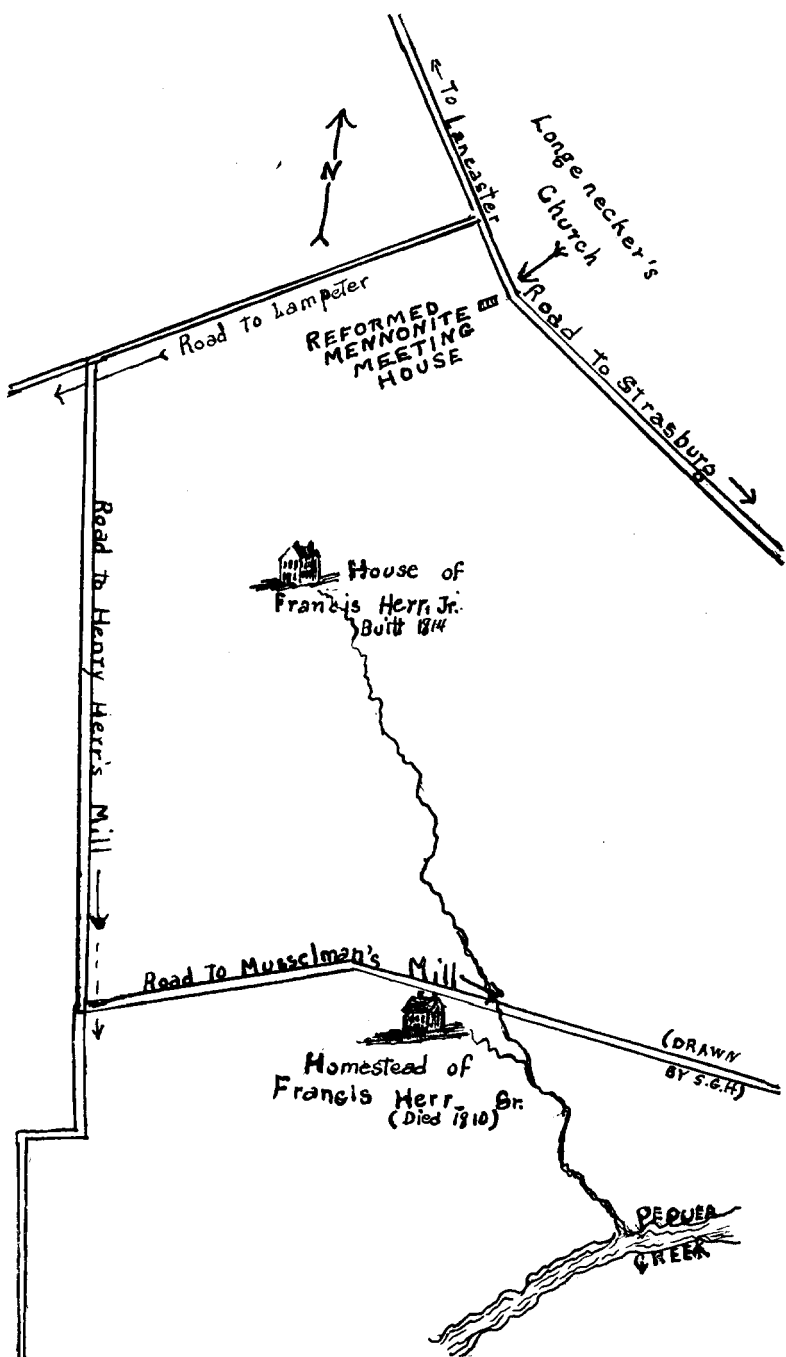 To Lancaster
Longenecker's
Church
N
Road to Lampeter
REFORMED
MENNONITE
MEETING
HOUSE
Road to Strasburg
Road to Henry Herr's Mill
House of
Francis Herr, Jr.
Built 1814
Road To Musselman's Mill
Homestead of
Francis Herr Sr.
(Died 1810)
(DRAWN
BY S.G.H)
PEQUEA
CREEK